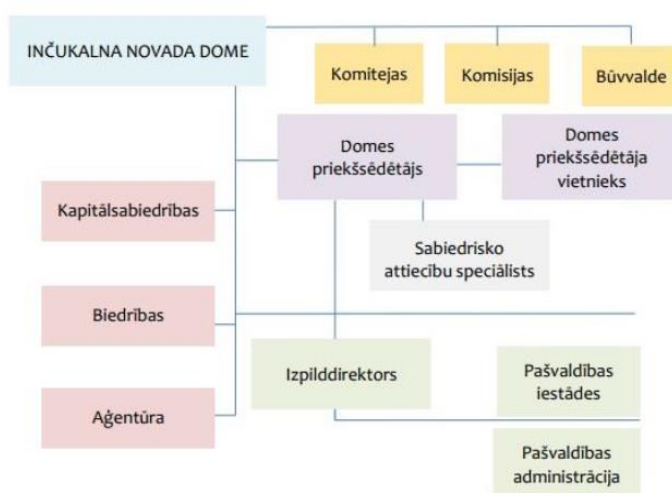 INČUKALNA NOVADA DOME
Komitejas
Komisijas
Būvvalde
Domes
priekšsēdētājs
Domes
priekšsēdētāja
vietnieks
Kapitālsabiedrības
Sabiedrisko
attiecību speciālists
Biedrības
Izpilddirektors
Pašvaldības
iestādes
Aģentūra
Pašvaldības
administrācija